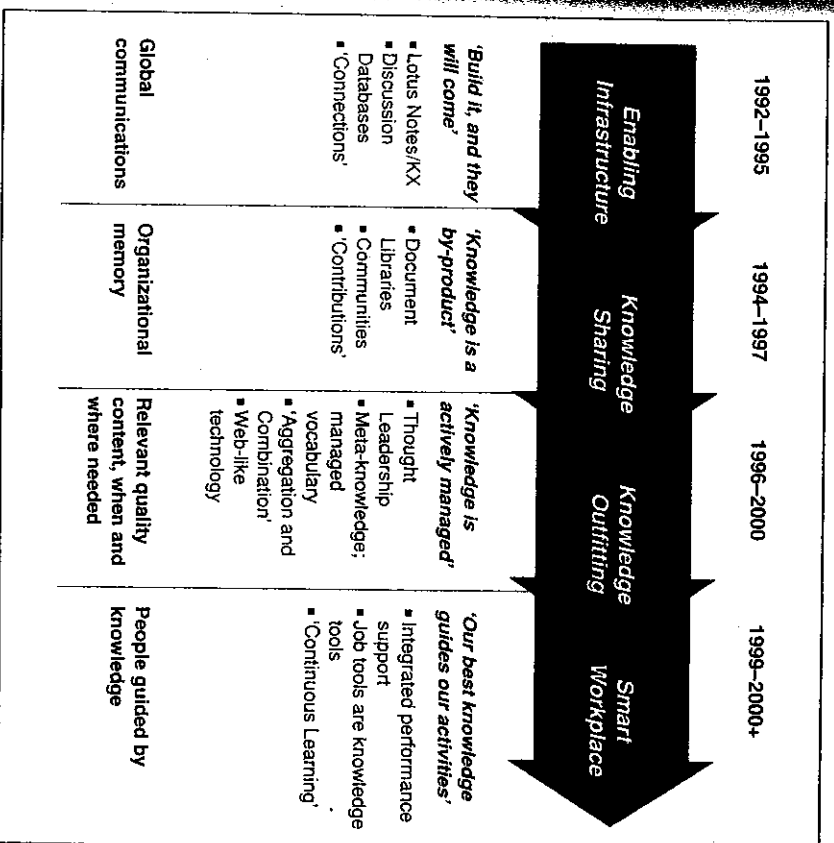 1992–1995
1994–1997
1996–2000
1999–2000+
Enabling
Infrastructure
Knowledge
Sharing
Knowledge
Outfitting
Smart
Workplace
'Build it, and they
will come'
▪ Lotus Notes/KX
▪ Discussion
Databases
▪ 'Connections'
Global
communications
'Knowledge is a
by-product'
▪ Document
Libraries
▪ Communities
▪ 'Contributions'
Organizational
memory
'Knowledge is
actively managed'
▪ Thought
Leadership
▪ Meta-knowledge;
managed
vocabulary
▪ 'Aggregation and
Combination'
▪ Web-like
technology
Relevant quality
content, when and
where needed
'Our best knowledge
guides our activities'
▪ Integrated performance
support
▪ Job tools are knowledge
tools
▪ 'Continuous Learning'
People guided by
knowledge